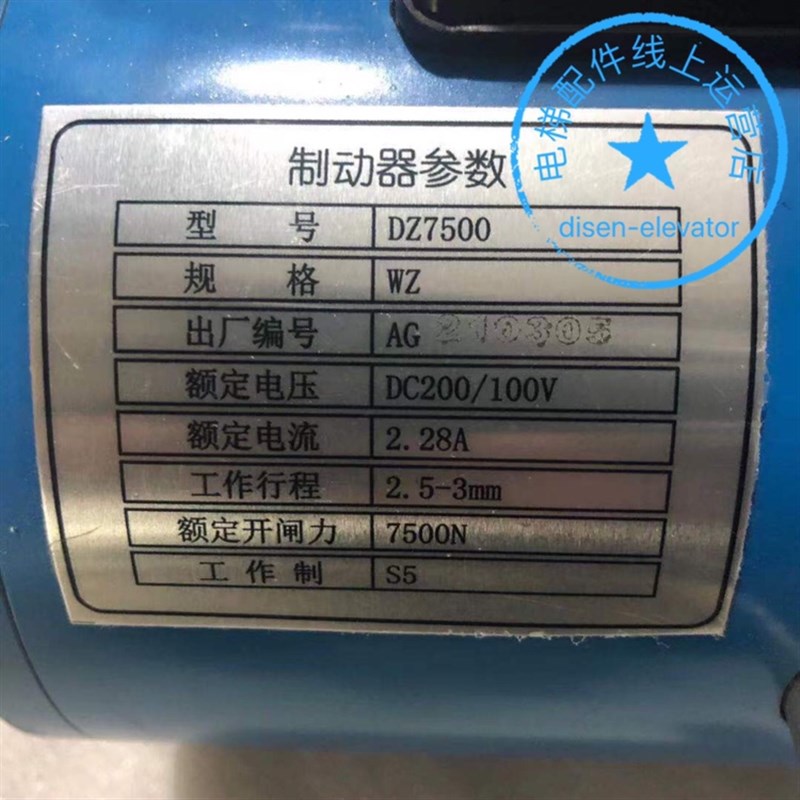 电梯配件线上运营店
disen-elevator
制动器参数
型 号 DZ7500
规 格 WZ
出厂编号 AG 210305
额定电压 DC200/100V
额定电流 2.28A
工作行程 2.5-3mm
额定开闸力 7500N
工 作 制 S5